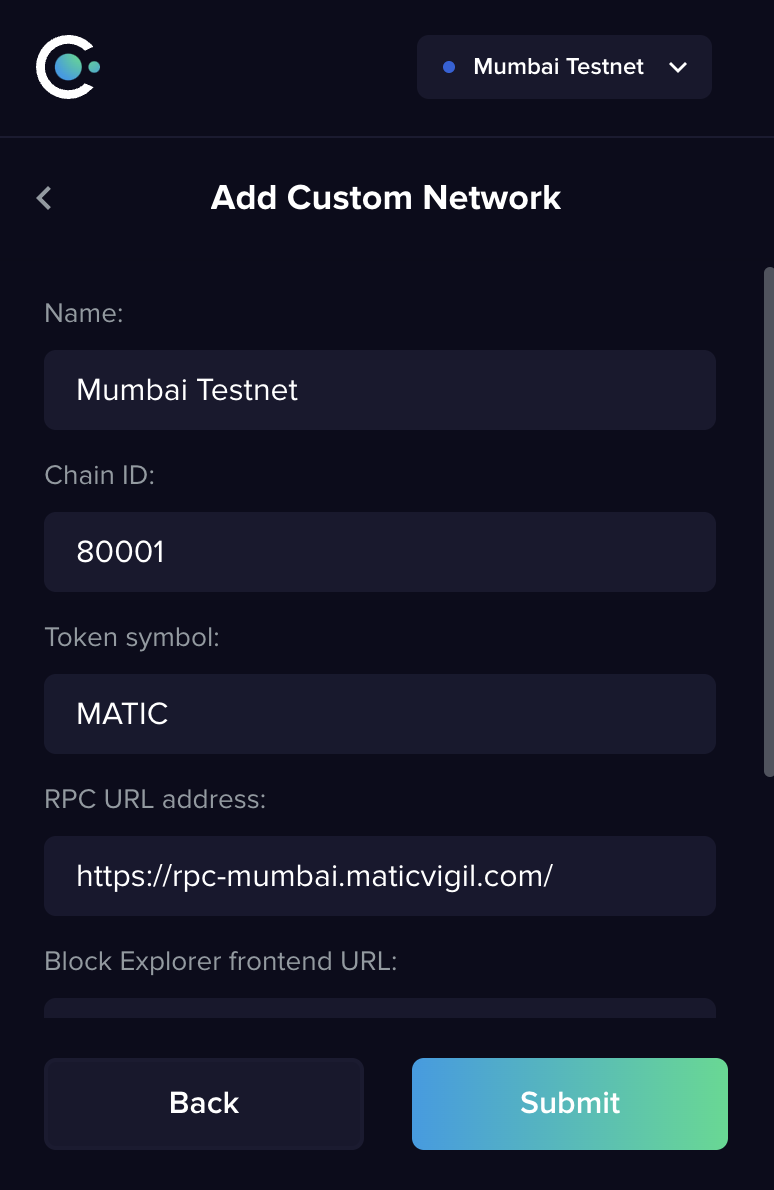 Mumbai Testnet
Add Custom Network
Name:
Mumbai Testnet
Chain ID:
80001
Token symbol:
MATIC
RPC URL address:
https://rpc-mumbai.maticvigil.com/
Block Explorer frontend URL:
Back
Submit